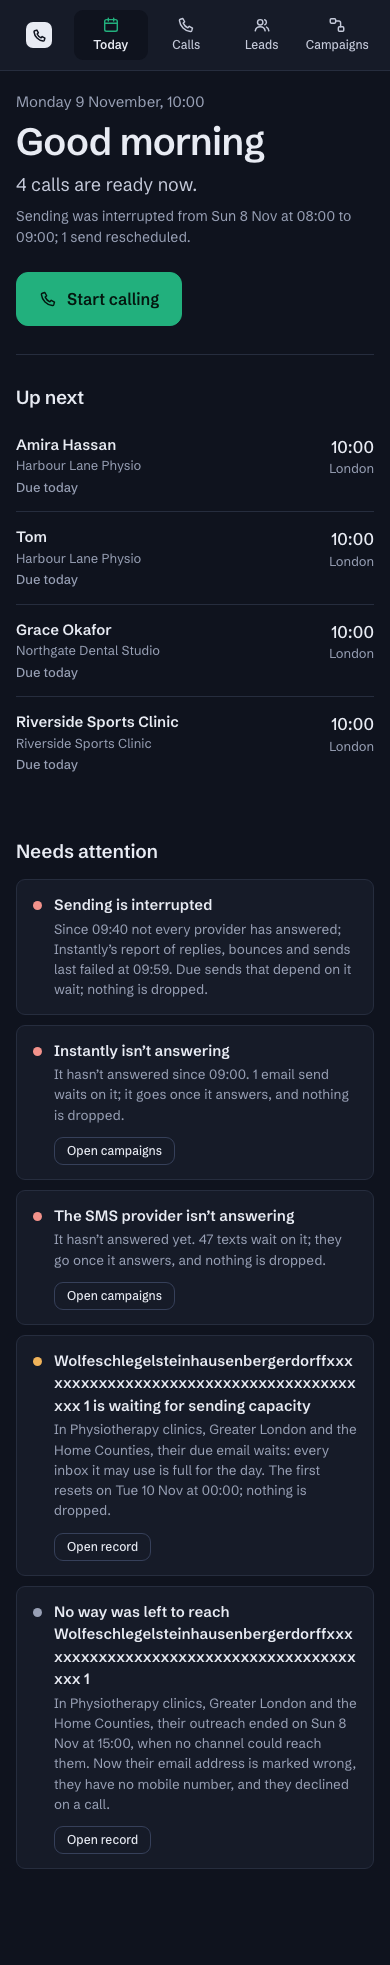 Today
Calls
Leads
Campaigns
Monday 9 November, 10:00
Good morning
4 calls are ready now.
Sending was interrupted from Sun 8 Nov at 08:00 to
09:00; 1 send rescheduled.
Start calling
Up next
Amira Hassan
10:00
Harbour Lane Physio
London
Due today
Tom
10:00
Harbour Lane Physio
London
Due today
Grace Okafor
10:00
Northgate Dental Studio
London
Due today
Riverside Sports Clinic
10:00
Riverside Sports Clinic
London
Due today
Needs attention
Sending is interrupted
Since 09:40 not every provider has answered;
Instantly’s report of replies, bounces and sends
last failed at 09:59. Due sends that depend on it
wait; nothing is dropped.
Instantly isn’t answering
It hasn’t answered since 09:00. 1 email send
waits on it; it goes once it answers, and nothing
is dropped.
Open campaigns
The SMS provider isn’t answering
It hasn’t answered yet. 47 texts wait on it; they
go once it answers, and nothing is dropped.
Open campaigns
Wolfeschlegelsteinhausenbergerdorffxxx
xxxxxxxxxxxxxxxxxxxxxxxxxxxxxxxxxx
xxx 1 is waiting for sending capacity
In Physiotherapy clinics, Greater London and the
Home Counties, their due email waits: every
inbox it may use is full for the day. The first
resets on Tue 10 Nov at 00:00; nothing is
dropped.
Open record
No way was left to reach
Wolfeschlegelsteinhausenbergerdorffxxx
xxxxxxxxxxxxxxxxxxxxxxxxxxxxxxxxxx
xxx 1
In Physiotherapy clinics, Greater London and the
Home Counties, their outreach ended on Sun 8
Nov at 15:00, when no channel could reach
them. Now their email address is marked wrong,
they have no mobile number, and they declined
on a call.
Open record